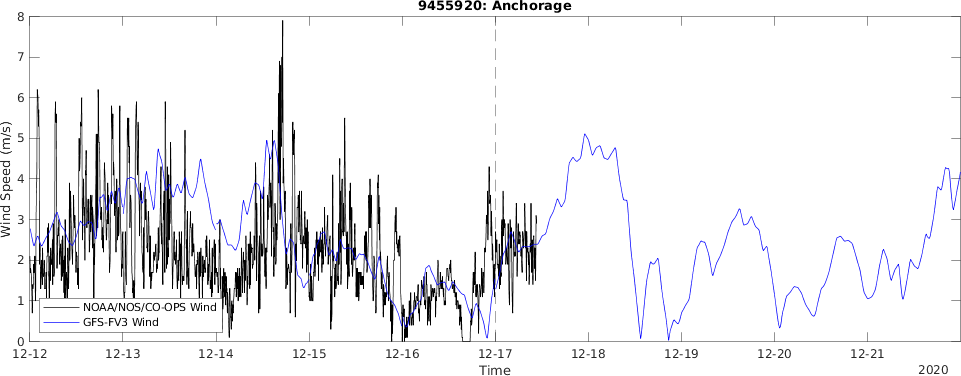 9455920: Anchorage
8
7
6
5
4
3
2
1
0
Wind Speed (m/s)
NOAA/NOS/CO-OPS Wind
GFS-FV3 Wind
12-12 12-13 12-14 12-15 12-16 12-17 12-18 12-19 12-20 12-21
Time
2020